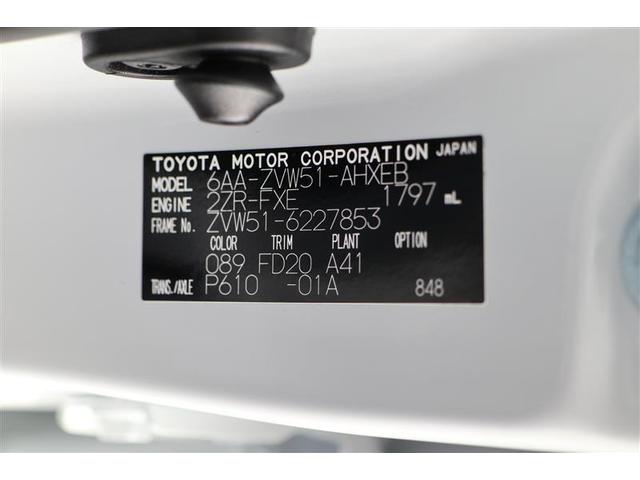 TOYOTA MOTOR CORPORATION JAPAN
MODEL 6AA-ZVW51-AHXEB
ENGINE 2ZR-FXE 1797 mL
FRAME No. ZVW51-6227853
COLOR TRIM PLANT OPTION
089 FD20 A41
TRANS./AXLE P610 -01A 848